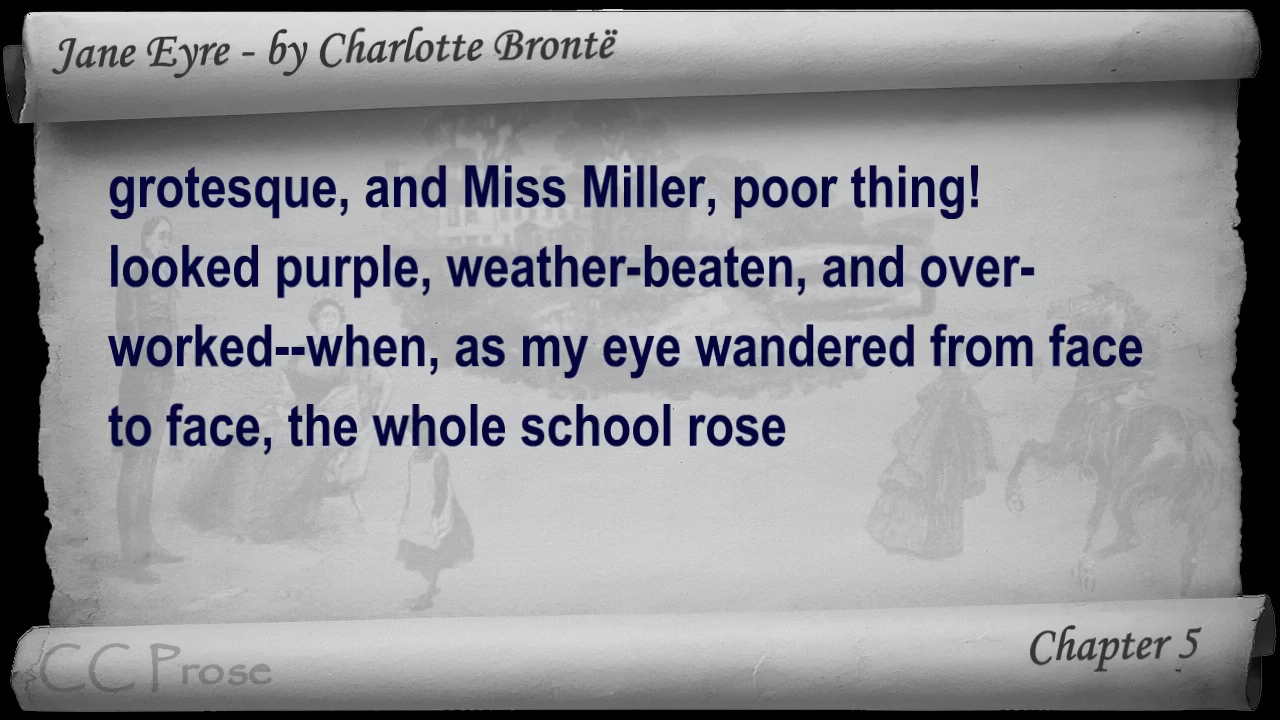 Jane Eyre - by Charlotte Brontë
grotesque, and Miss Miller, poor thing!
looked purple, weather-beaten, and over-
worked--when, as my eye wandered from face
to face, the whole school rose
Chapter 5
CC Prose